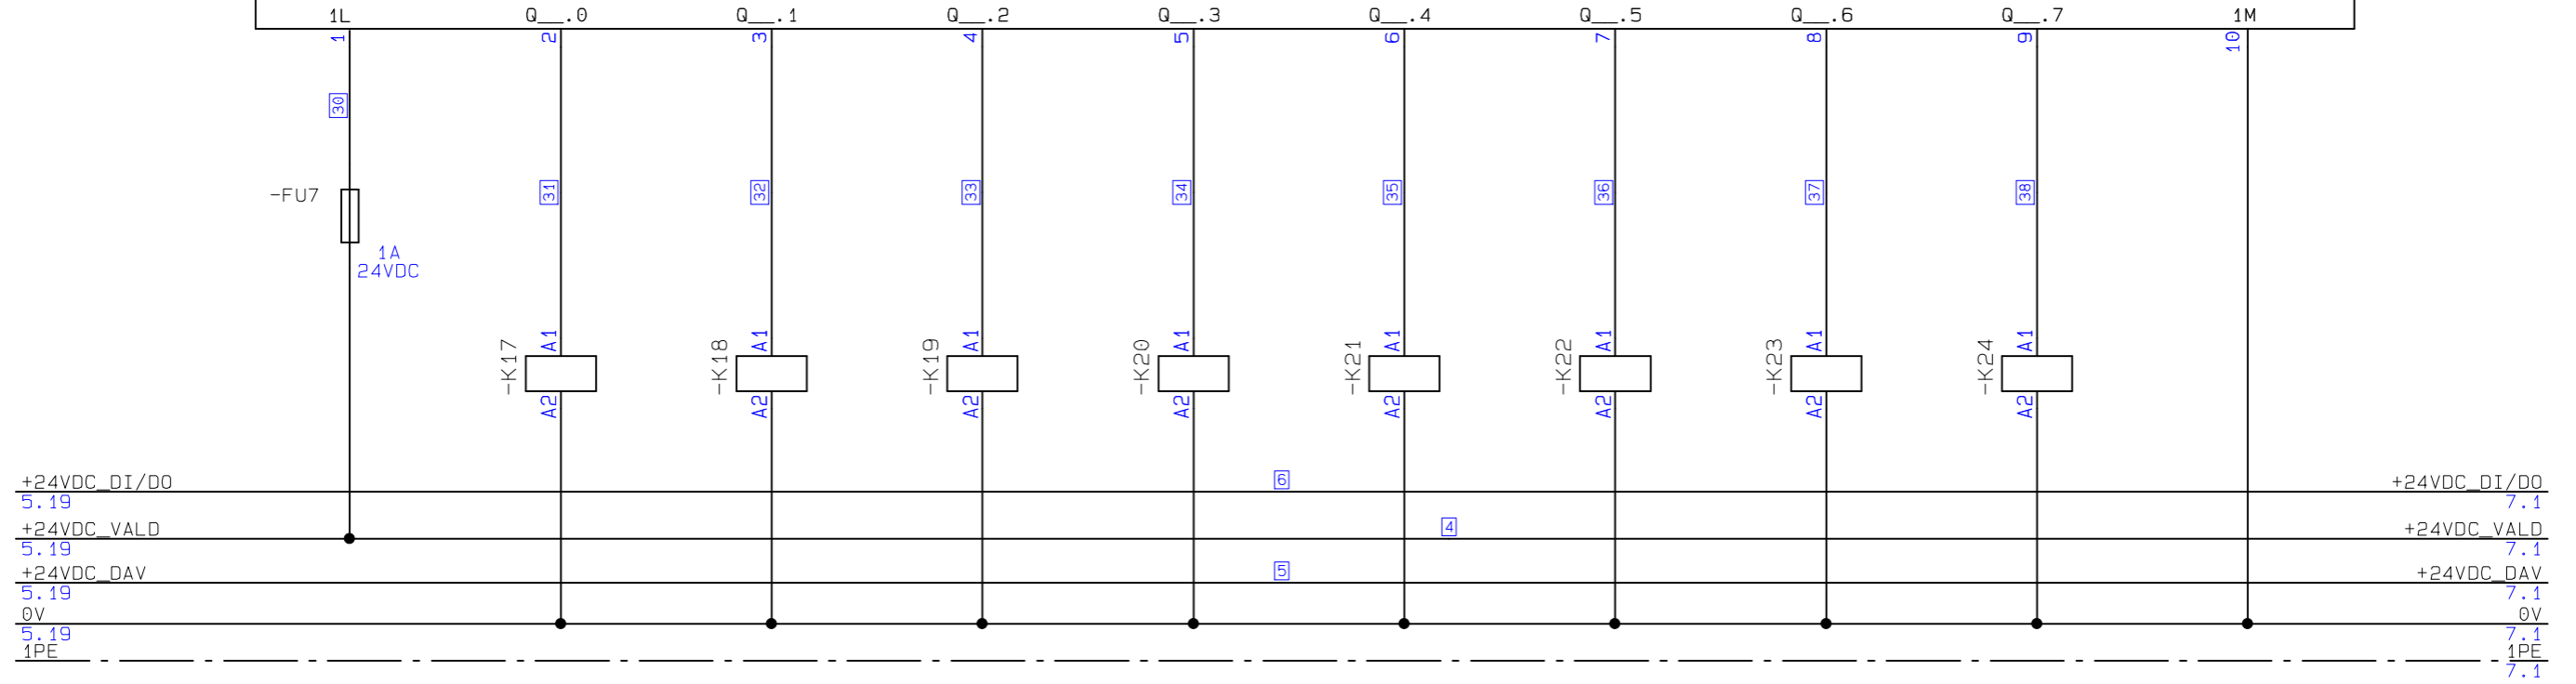 1L Q__.0 Q__.1 Q__.2 Q__.3 Q__.4 Q__.5 Q__.6 Q__.7 1M
1 2 3 4 5 6 7 8 9 10
30
31 32 33 34 35 36 37 38
-FU7
1A
24VDC
A1 A1 A1 A1 A1 A1 A1 A1
-K17 -K18 -K19 -K20 -K21 -K22 -K23 -K24
A2 A2 A2 A2 A2 A2 A2 A2
+24VDC_DI/DO 6 +24VDC_DI/DO
5.19 7.1
+24VDC_VALD 4 +24VDC_VALD
5.19 7.1
+24VDC_DAV 5 +24VDC_DAV
5.19 7.1
0V 0V
5.19 7.1
1PE 1PE
7.1